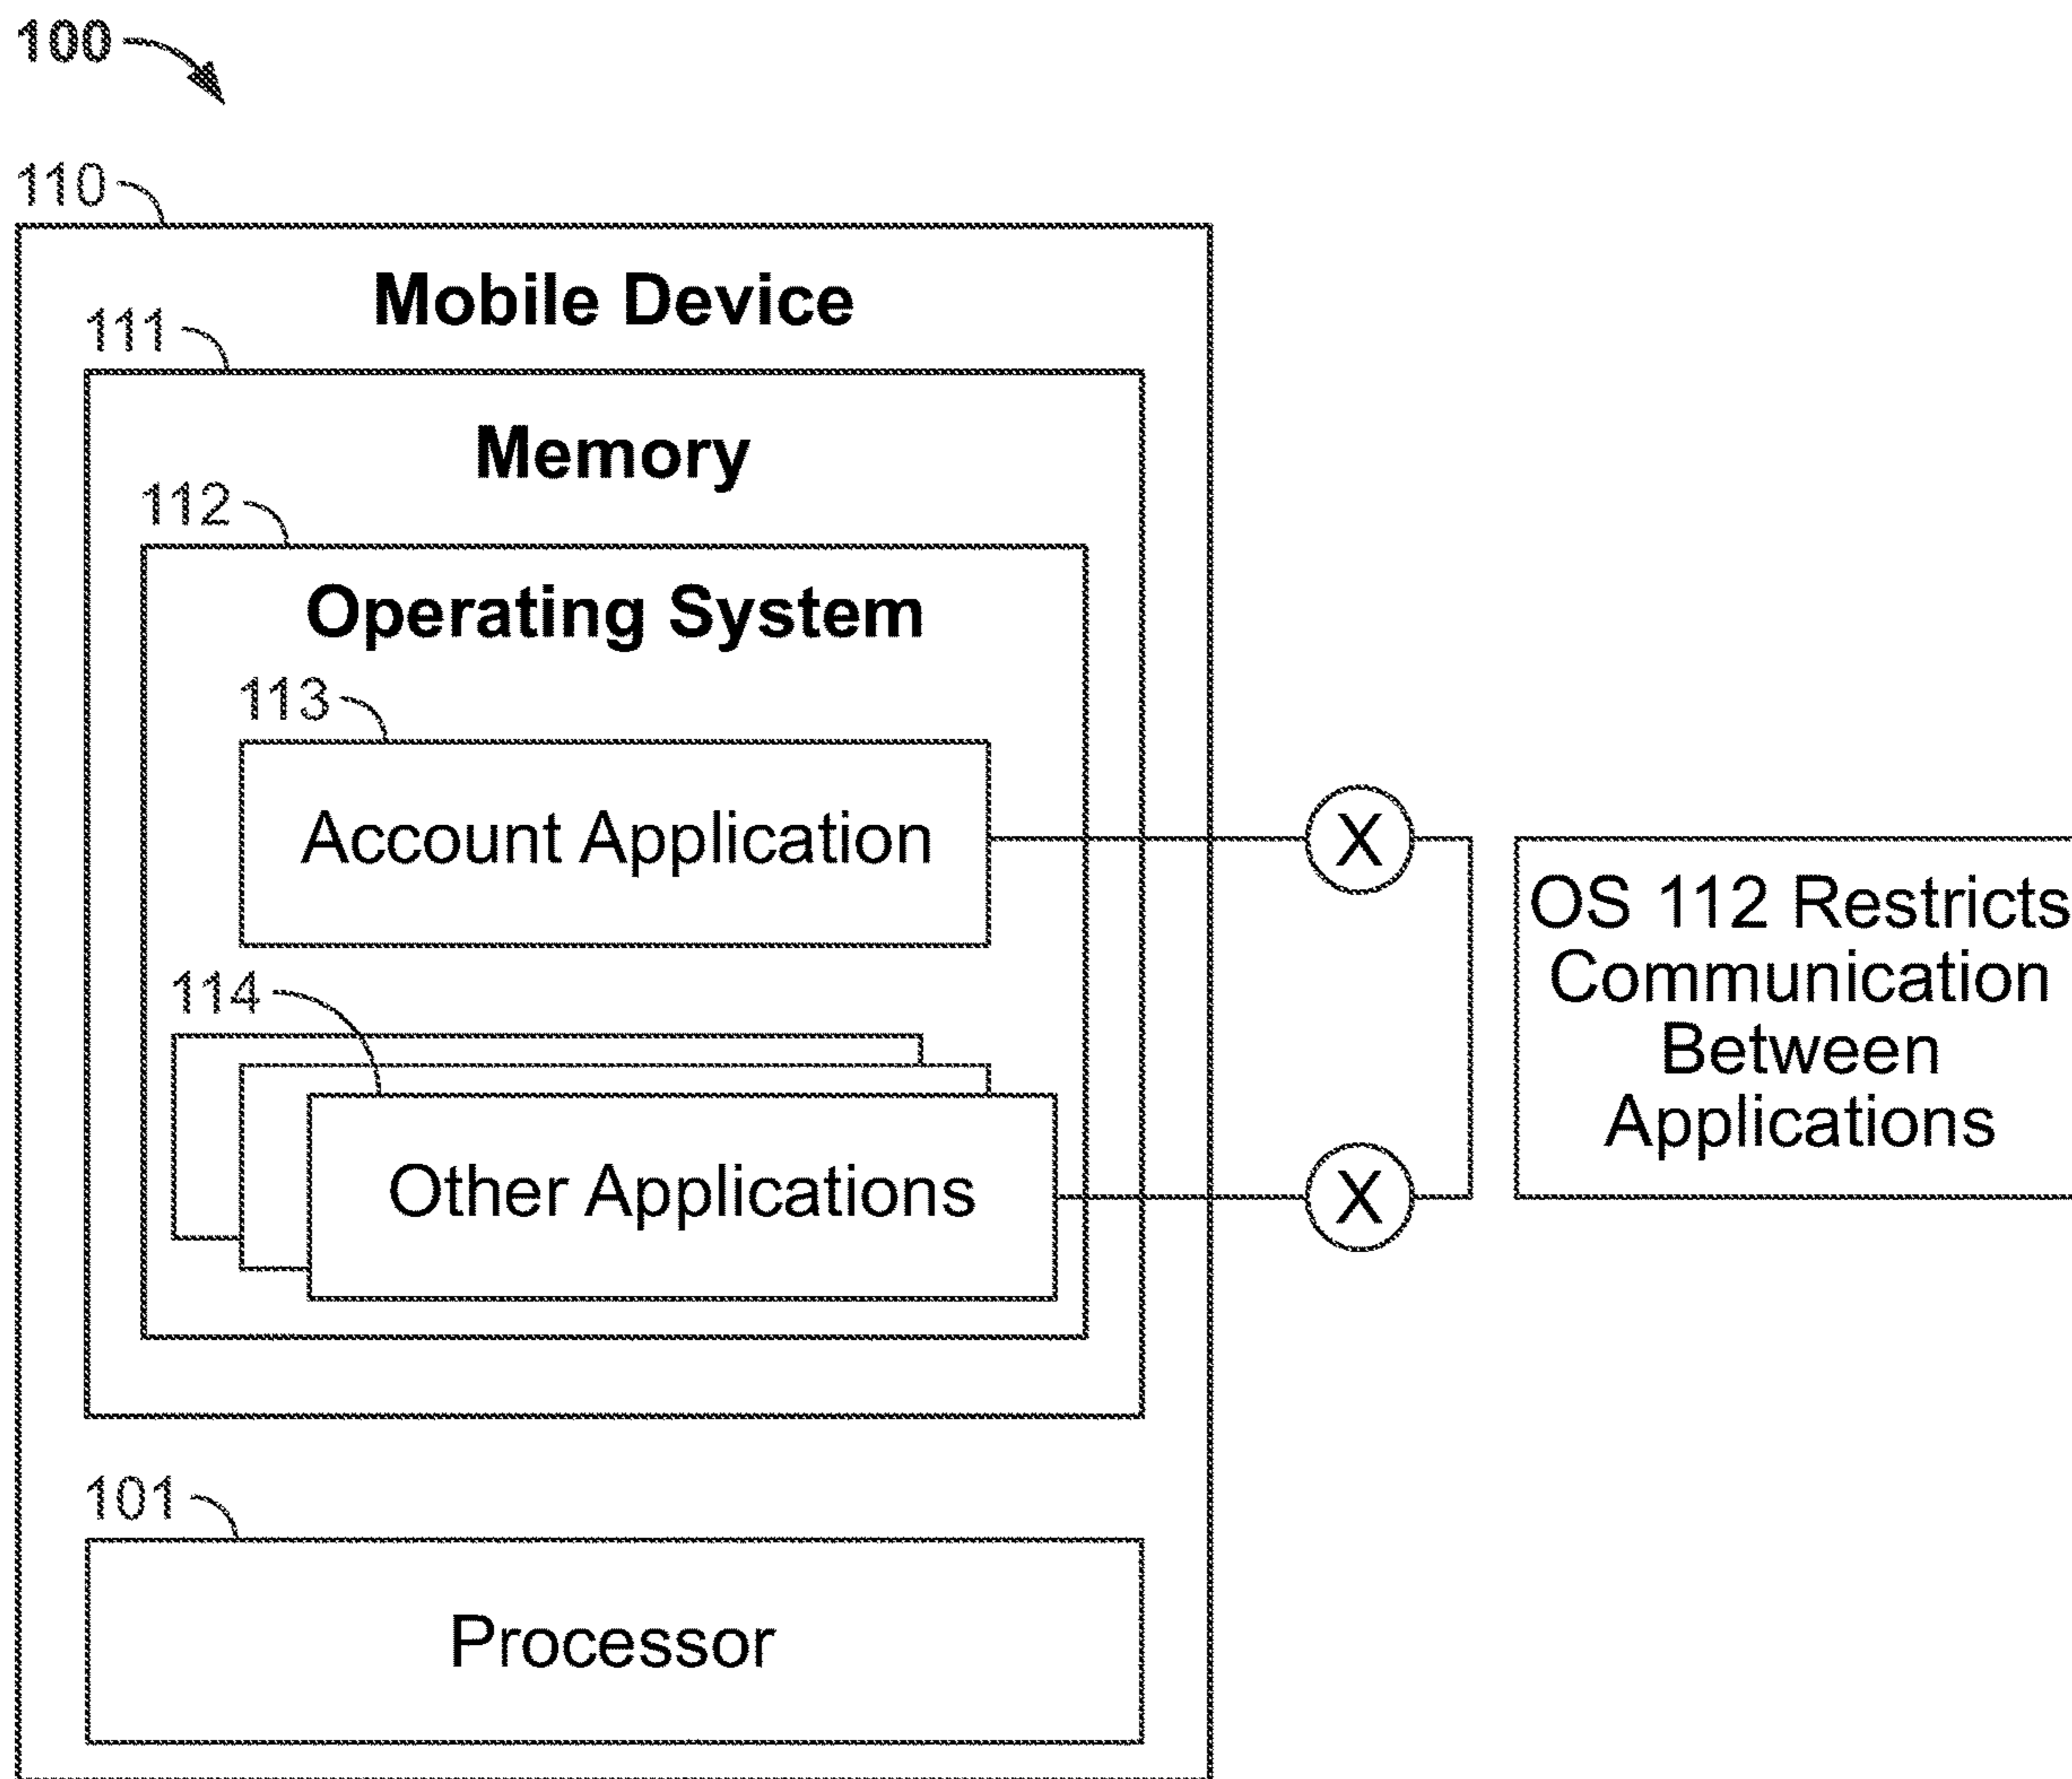 100
110
Mobile Device
111
Memory
112
Operating System
113
Account Application
X
OS 112 Restricts
Communication
Between
Applications
114
Other Applications
X
101
Processor